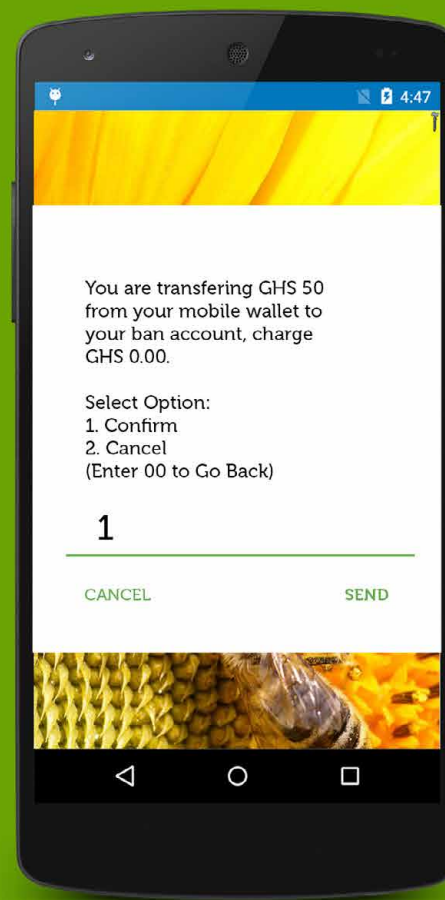 4:47
You are transfering GHS 50
from your mobile wallet to
your ban account, charge
GHS 0.00.
Select Option:
1. Confirm
2. Cancel
(Enter 00 to Go Back)
1
CANCEL
SEND